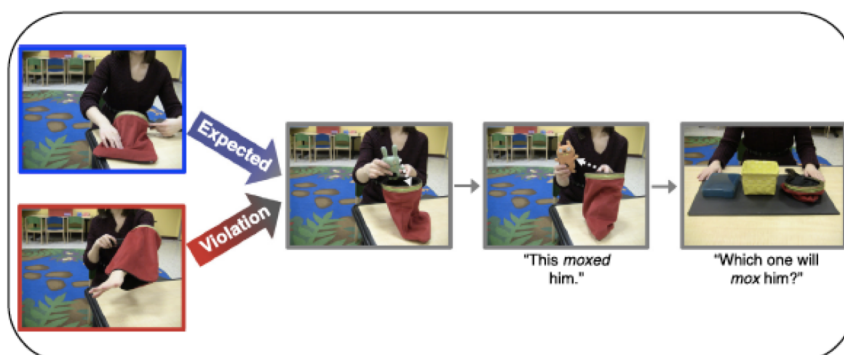 Expected
Violation
"This moxed
him."
"Which one will
mox him?"